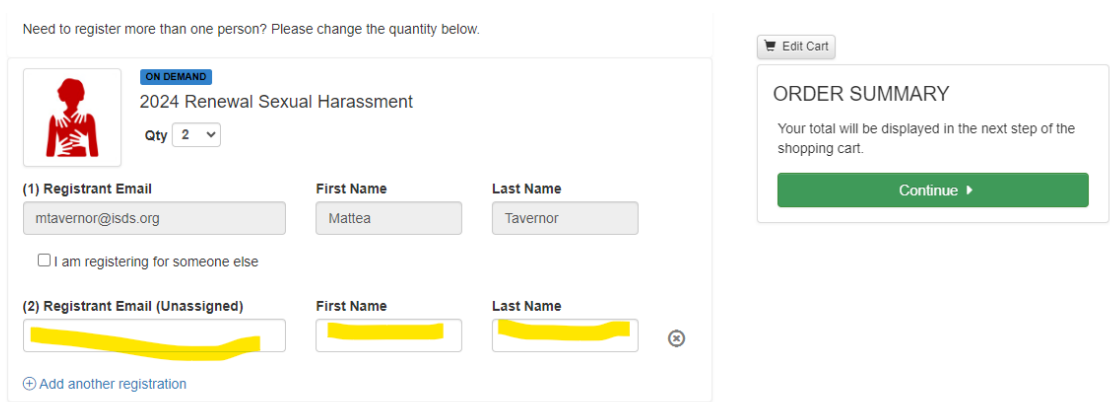 Need to register more than one person? Please change the quantity below.
ON DEMAND
2024 Renewal Sexual Harassment
Qty 2
(1) Registrant Email First Name Last Name
mtavernor@isds.org Mattea Tavernor
I am registering for someone else
(2) Registrant Email (Unassigned) First Name Last Name
Add another registration
Edit Cart
ORDER SUMMARY
Your total will be displayed in the next step of the
shopping cart.
Continue